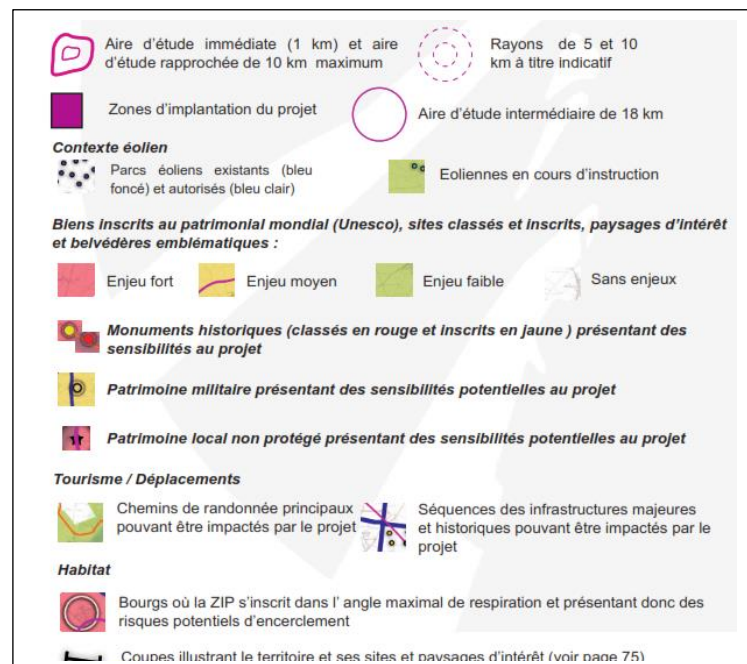 Aire d'étude immédiate (1 km) et aire
d'étude rapprochée de 10 km maximum
Rayons de 5 et 10
km à titre indicatif
Zones d'implantation du projet
Aire d'étude intermédiaire de 18 km
Contexte éolien
Parcs éoliens existants (bleu
foncé) et autorisés (bleu clair)
Eoliennes en cours d'instruction
Biens inscrits au patrimonial mondial (Unesco), sites classés et inscrits, paysages d'intérêt
et belvédères emblématiques :
Enjeu fort
Enjeu moyen
Enjeu faible
Sans enjeux
Monuments historiques (classés en rouge et inscrits en jaune ) présentant des
sensibilités au projet
Patrimoine militaire présentant des sensibilités potentielles au projet
Patrimoine local non protégé présentant des sensibilités potentielles au projet
Tourisme / Déplacements
Chemins de randonnée principaux
pouvant être impactés par le projet
Séquences des infrastructures majeures
et historiques pouvant être impactés par le
projet
Habitat
Bourgs où la ZIP s'inscrit dans l' angle maximal de respiration et présentant donc des
risques potentiels d'encerclement
Coupes illustrant le territoire et ses sites et paysages d'intérêt (voir page 75)